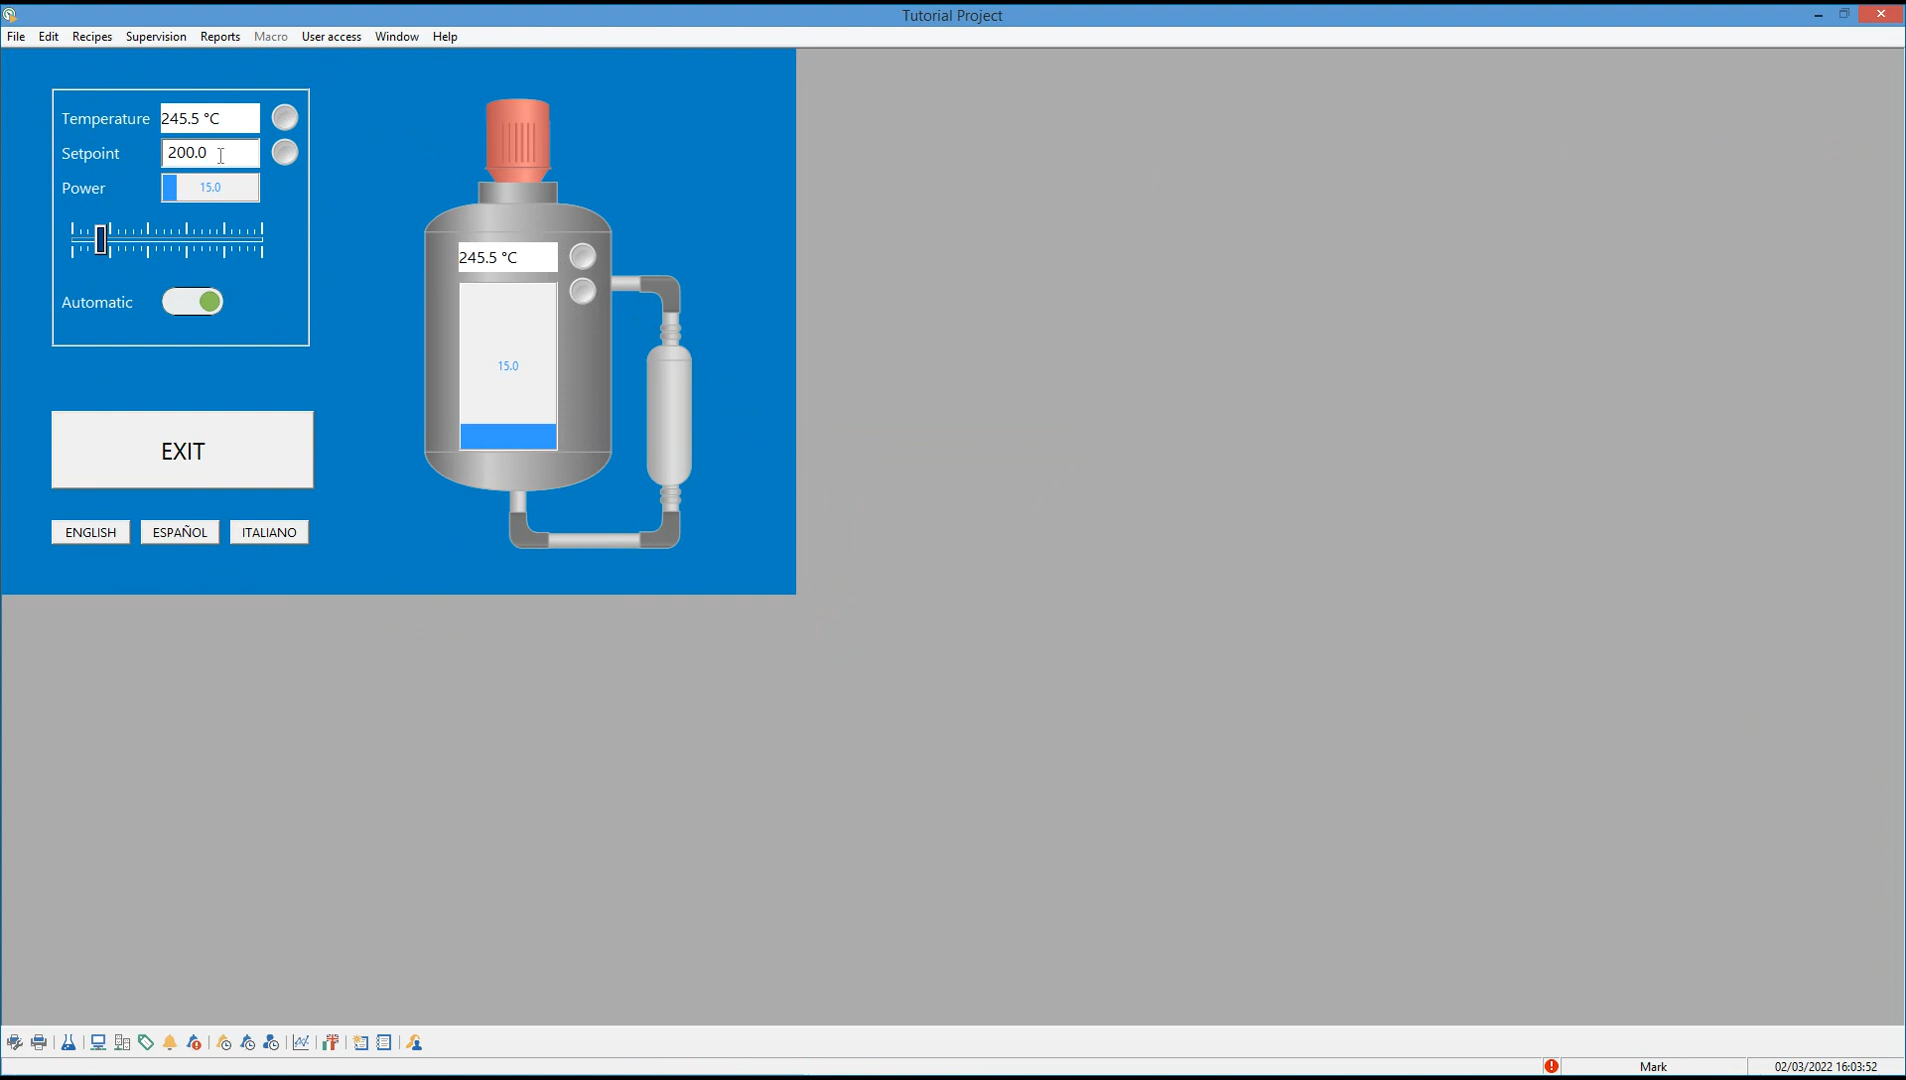 Tutorial Project
File Edit Recipes Supervision Reports Macro User access Window Help
Temperature 245.5 °C
Setpoint 200.0
Power 15.0
Automatic
EXIT
ENGLISH ESPAÑOL ITALIANO
245.5 °C
15.0
Mark 02/03/2022 16:03:52